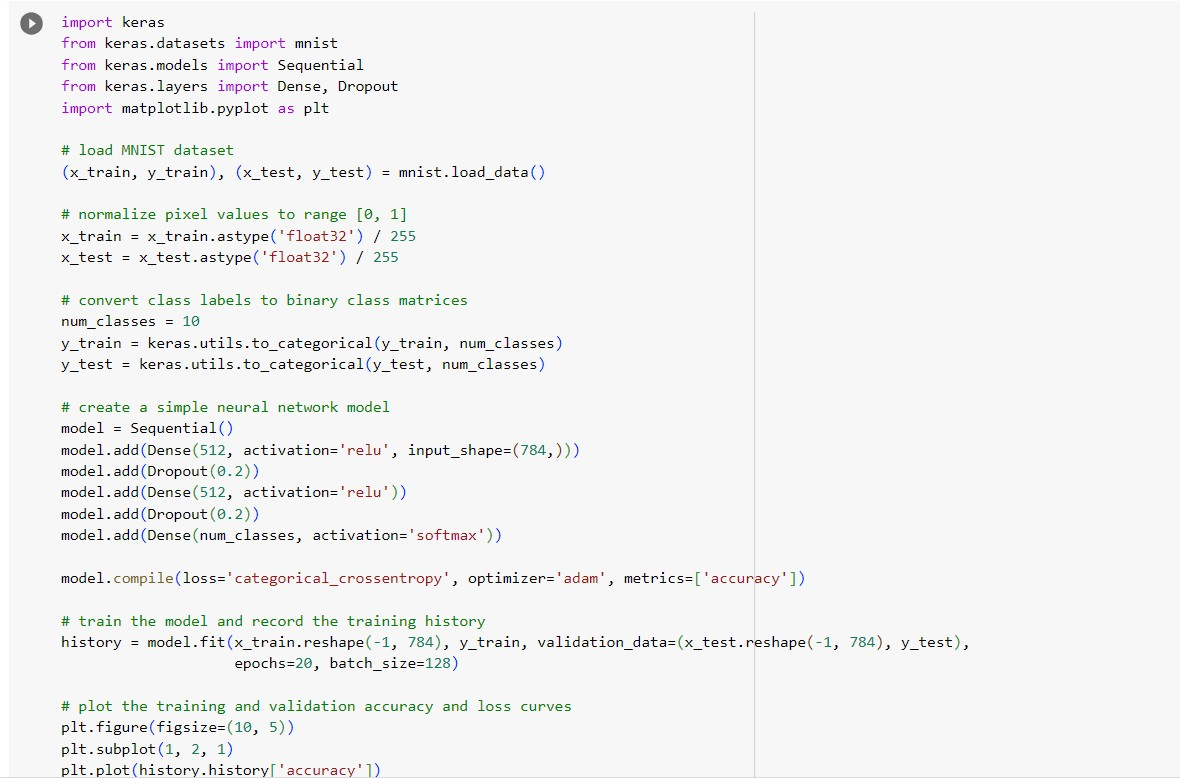 import keras
from keras.datasets import mnist
from keras.models import Sequential
from keras.layers import Dense, Dropout
import matplotlib.pyplot as plt

# load MNIST dataset
(x_train, y_train), (x_test, y_test) = mnist.load_data()

# normalize pixel values to range [0, 1]
x_train = x_train.astype('float32') / 255
x_test = x_test.astype('float32') / 255

# convert class labels to binary class matrices
num_classes = 10
y_train = keras.utils.to_categorical(y_train, num_classes)
y_test = keras.utils.to_categorical(y_test, num_classes)

# create a simple neural network model
model = Sequential()
model.add(Dense(512, activation='relu', input_shape=(784,)))
model.add(Dropout(0.2))
model.add(Dense(512, activation='relu'))
model.add(Dropout(0.2))
model.add(Dense(num_classes, activation='softmax'))

model.compile(loss='categorical_crossentropy', optimizer='adam', metrics=['accuracy'])

# train the model and record the training history
history = model.fit(x_train.reshape(-1, 784), y_train, validation_data=(x_test.reshape(-1, 784), y_test),
                    epochs=20, batch_size=128)

# plot the training and validation accuracy and loss curves
plt.figure(figsize=(10, 5))
plt.subplot(1, 2, 1)
plt.plot(history.history['accuracy'])